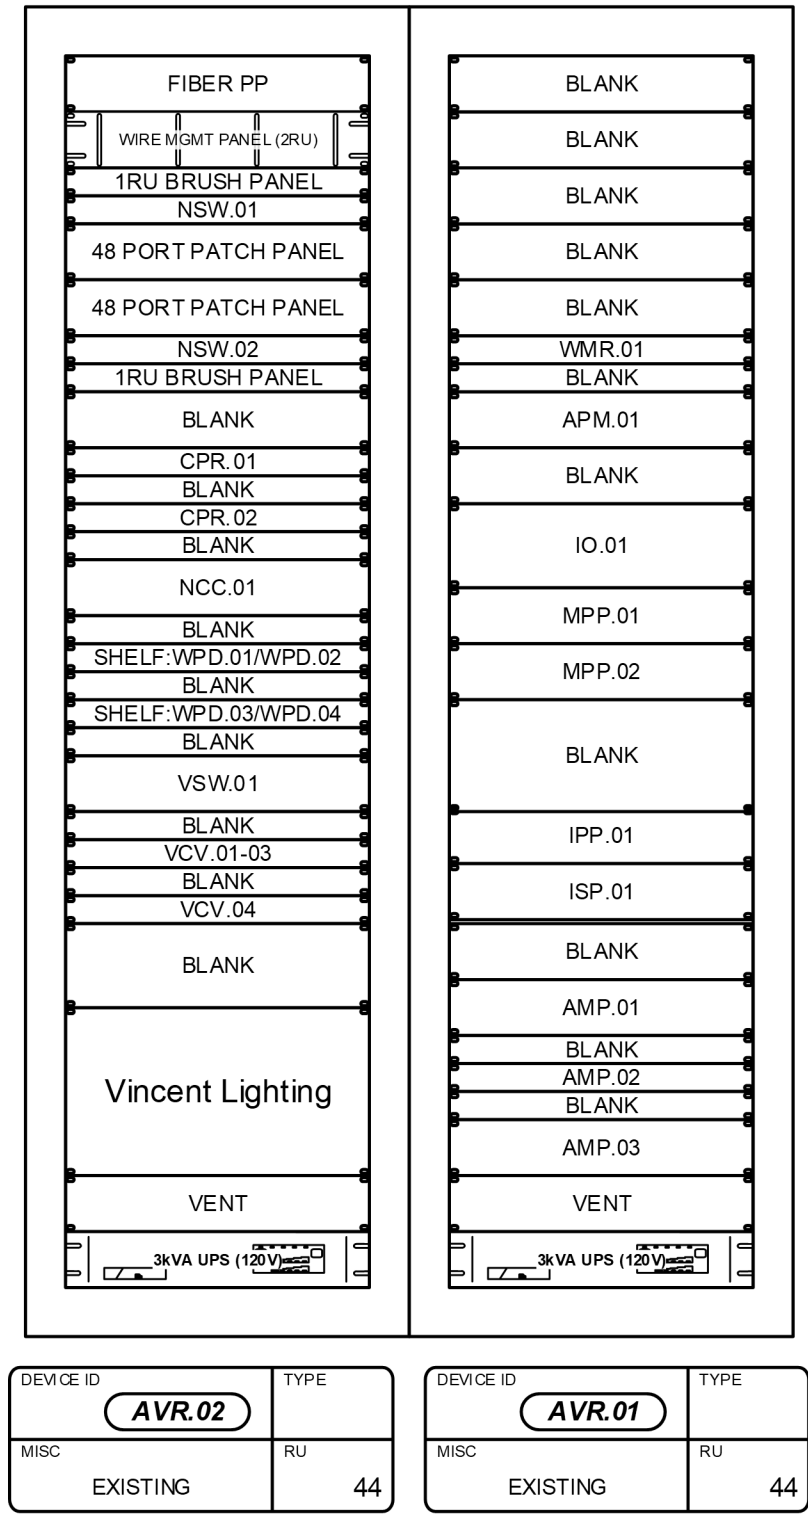 FIBER PP
WIRE MGMT PANEL (2RU)
1RU BRUSH PANEL
NSW.01
48 PORT PATCH PANEL
48 PORT PATCH PANEL
NSW.02
1RU BRUSH PANEL
BLANK
CPR.01
BLANK
CPR.02
BLANK
NCC.01
BLANK
SHELF:WPD.01/WPD.02
BLANK
SHELF:WPD.03/WPD.04
BLANK
VSW.01
BLANK
VCV.01-03
BLANK
VCV.04
BLANK
Vincent Lighting
VENT
3kVA UPS (120V)
BLANK
BLANK
BLANK
BLANK
BLANK
WMR.01
BLANK
APM.01
BLANK
IO.01
MPP.01
MPP.02
BLANK
IPP.01
ISP.01
BLANK
AMP.01
BLANK
AMP.02
BLANK
AMP.03
VENT
3kVA UPS (120V)
DEVICE ID
AVR.02
TYPE
MISC
EXISTING
RU
44
DEVICE ID
AVR.01
TYPE
MISC
EXISTING
RU
44